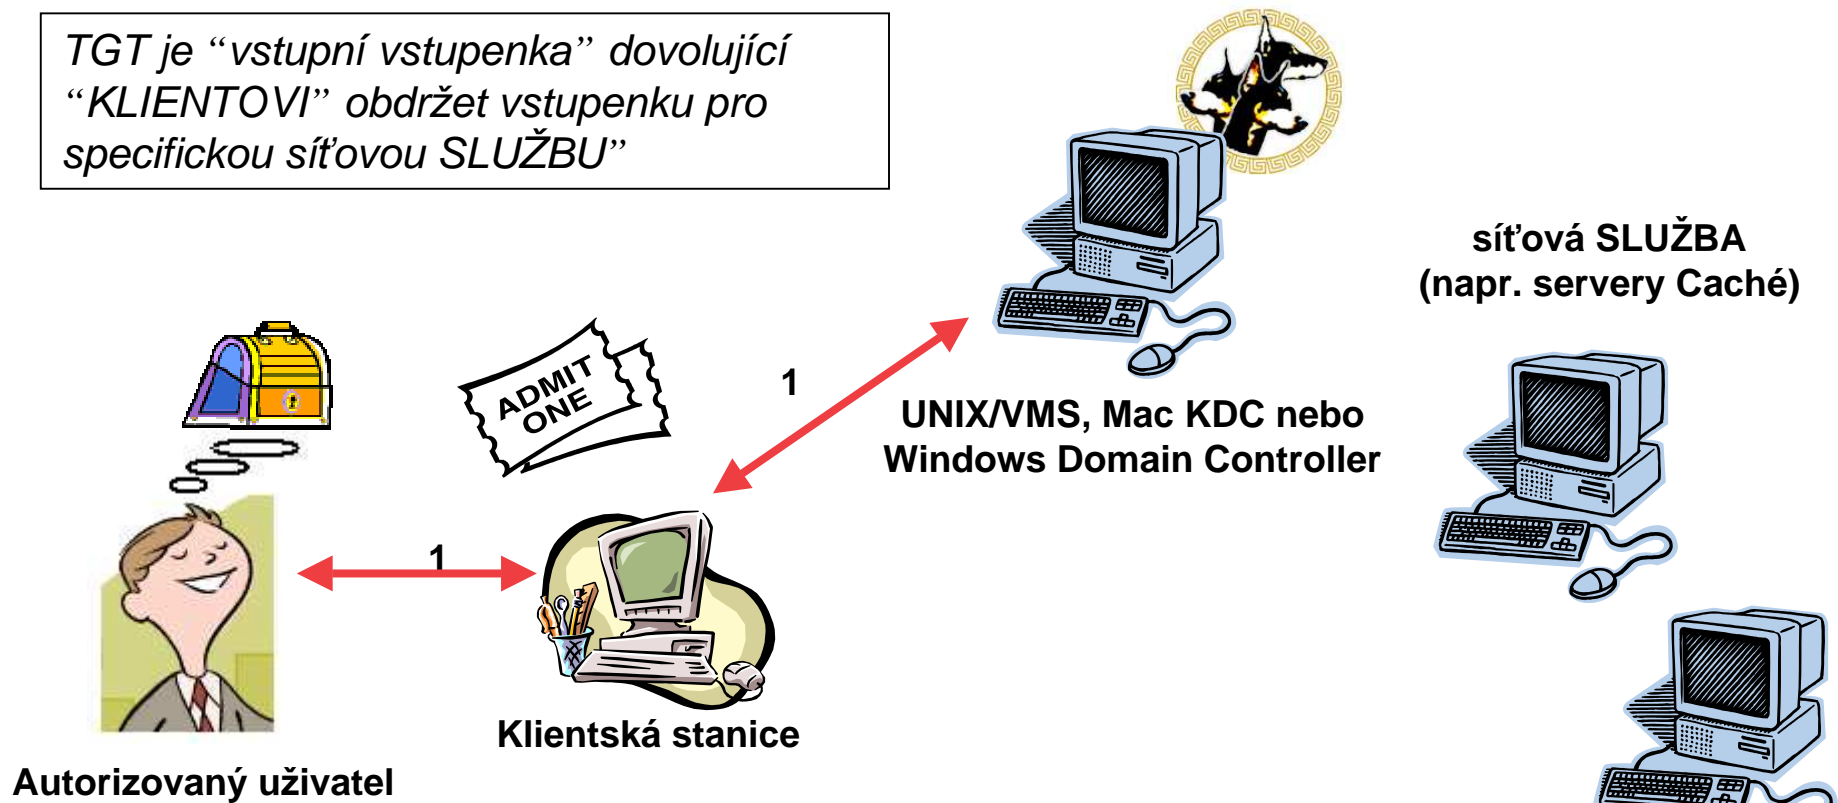 TGT je “vstupní vstupenka” dovolující
“KLIENTOVI” obdržet vstupenku pro
specifickou síťovou SLUŽBU”
síťová SLUŽBA
(napr. servery Caché)
ADMIT
ONE
1
UNIX/VMS, Mac KDC nebo
Windows Domain Controller
1
Klientská stanice
Autorizovaný uživatel